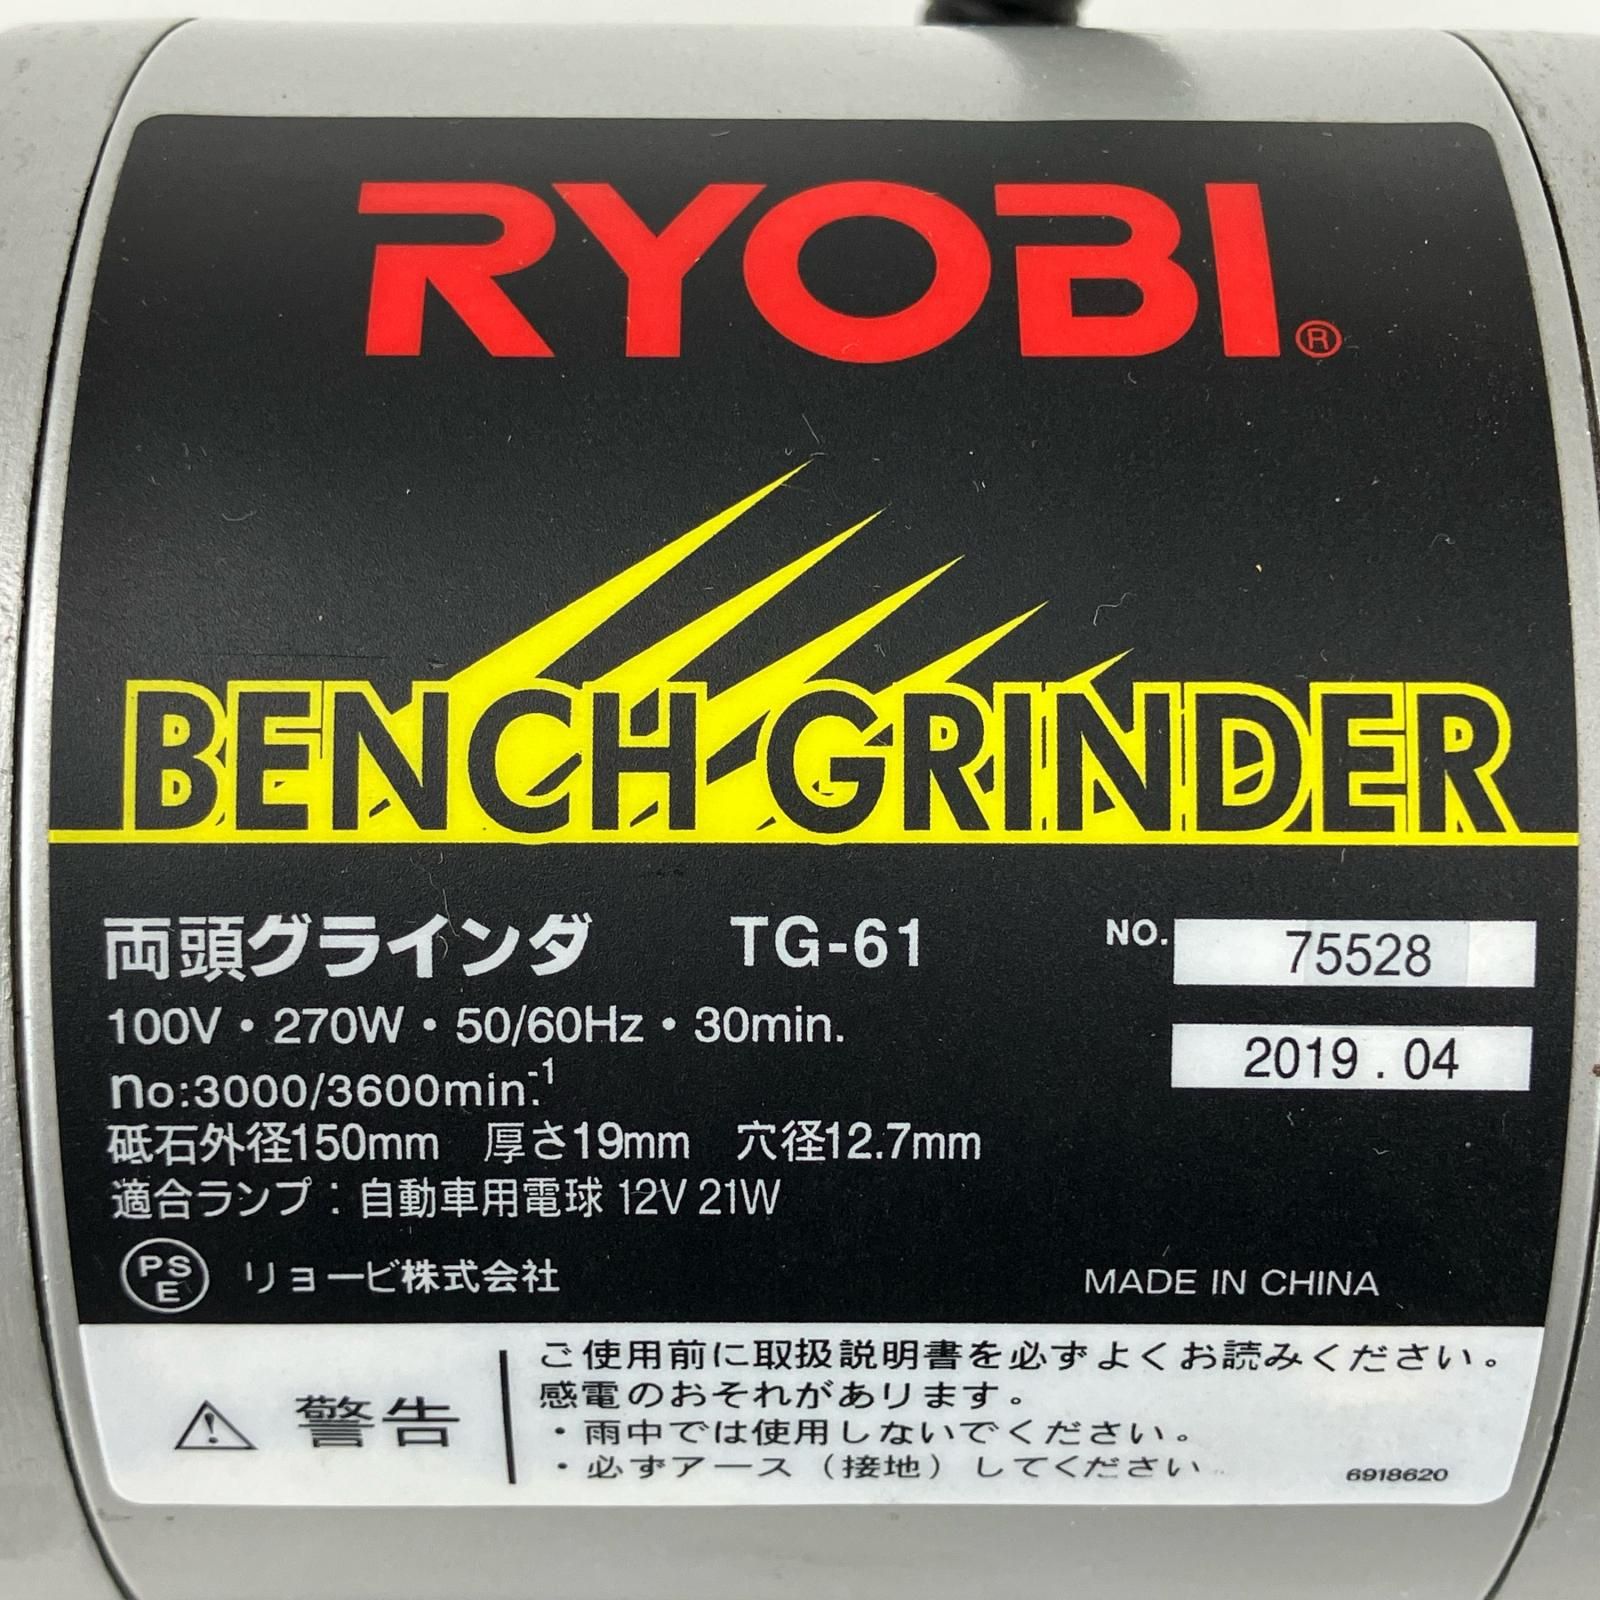 RYOBI®
BENCH GRINDER
両頭グラインダ TG-61 NO. 75528
100V・270W・50/60Hz・30min. 2019.04
no:3000/3600min.-1
砥石外径150mm 厚さ19mm 穴径12.7mm
適合ランプ：自動車用電球 12V 21W
PSE リョービ株式会社 MADE IN CHINA
⚠ 警告
ご使用前に取扱説明書を必ずよくお読みください。
感電のおそれがあります。
・雨中では使用しないでください。
・必ずアース（接地）してください
6918620